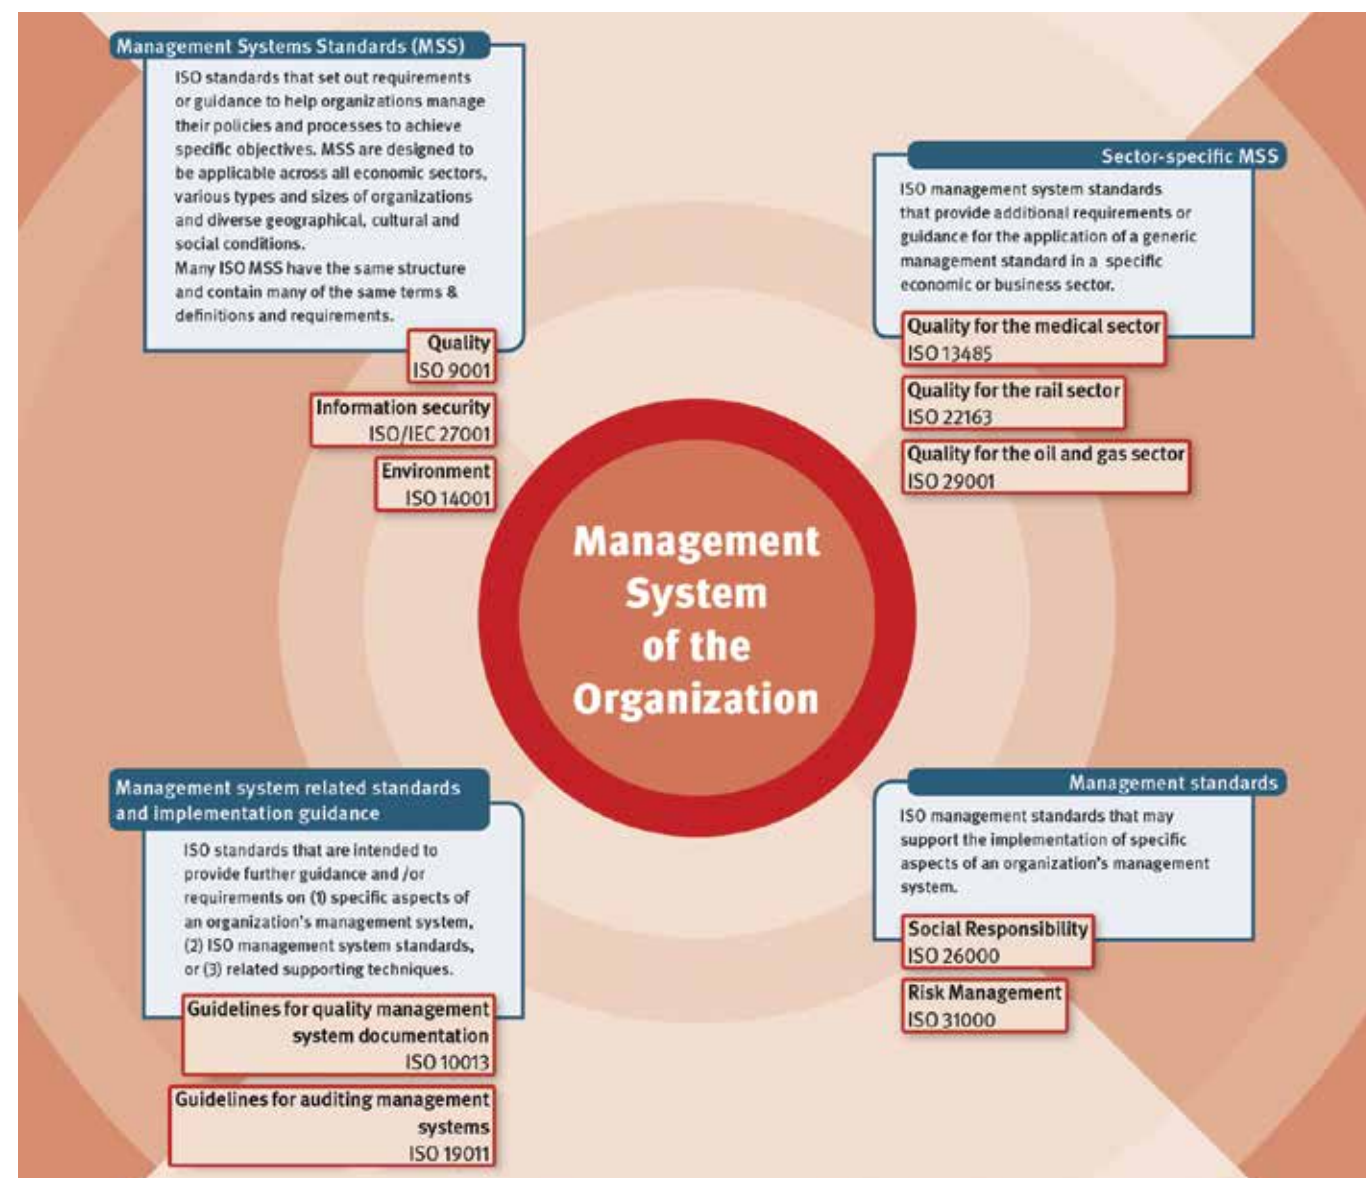 Management Systems Standards (MSS)
ISO standards that set out requirements
or guidance to help organizations manage
their policies and processes to achieve
specific objectives. MSS are designed to
be applicable across all economic sectors,
various types and sizes of organizations
and diverse geographical, cultural and
social conditions.
Many ISO MSS have the same structure
and contain many of the same terms &
definitions and requirements.
Quality
ISO 9001
Information security
ISO/IEC 27001
Environment
ISO 14001
Sector-specific MSS
ISO management system standards
that provide additional requirements or
guidance for the application of a generic
management standard in a specific
economic or business sector.
Quality for the medical sector
ISO 13485
Quality for the rail sector
ISO 22163
Quality for the oil and gas sector
ISO 29001
Management
System
of the
Organization
Management system related standards
and implementation guidance
ISO standards that are intended to
provide further guidance and /or
requirements on (1) specific aspects of
an organization's management system,
(2) ISO management system standards,
or (3) related supporting techniques.
Guidelines for quality management
system documentation
ISO 10013
Guidelines for auditing management
systems
ISO 19011
Management standards
ISO management standards that may
support the implementation of specific
aspects of an organization's management
system.
Social Responsibility
ISO 26000
Risk Management
ISO 31000